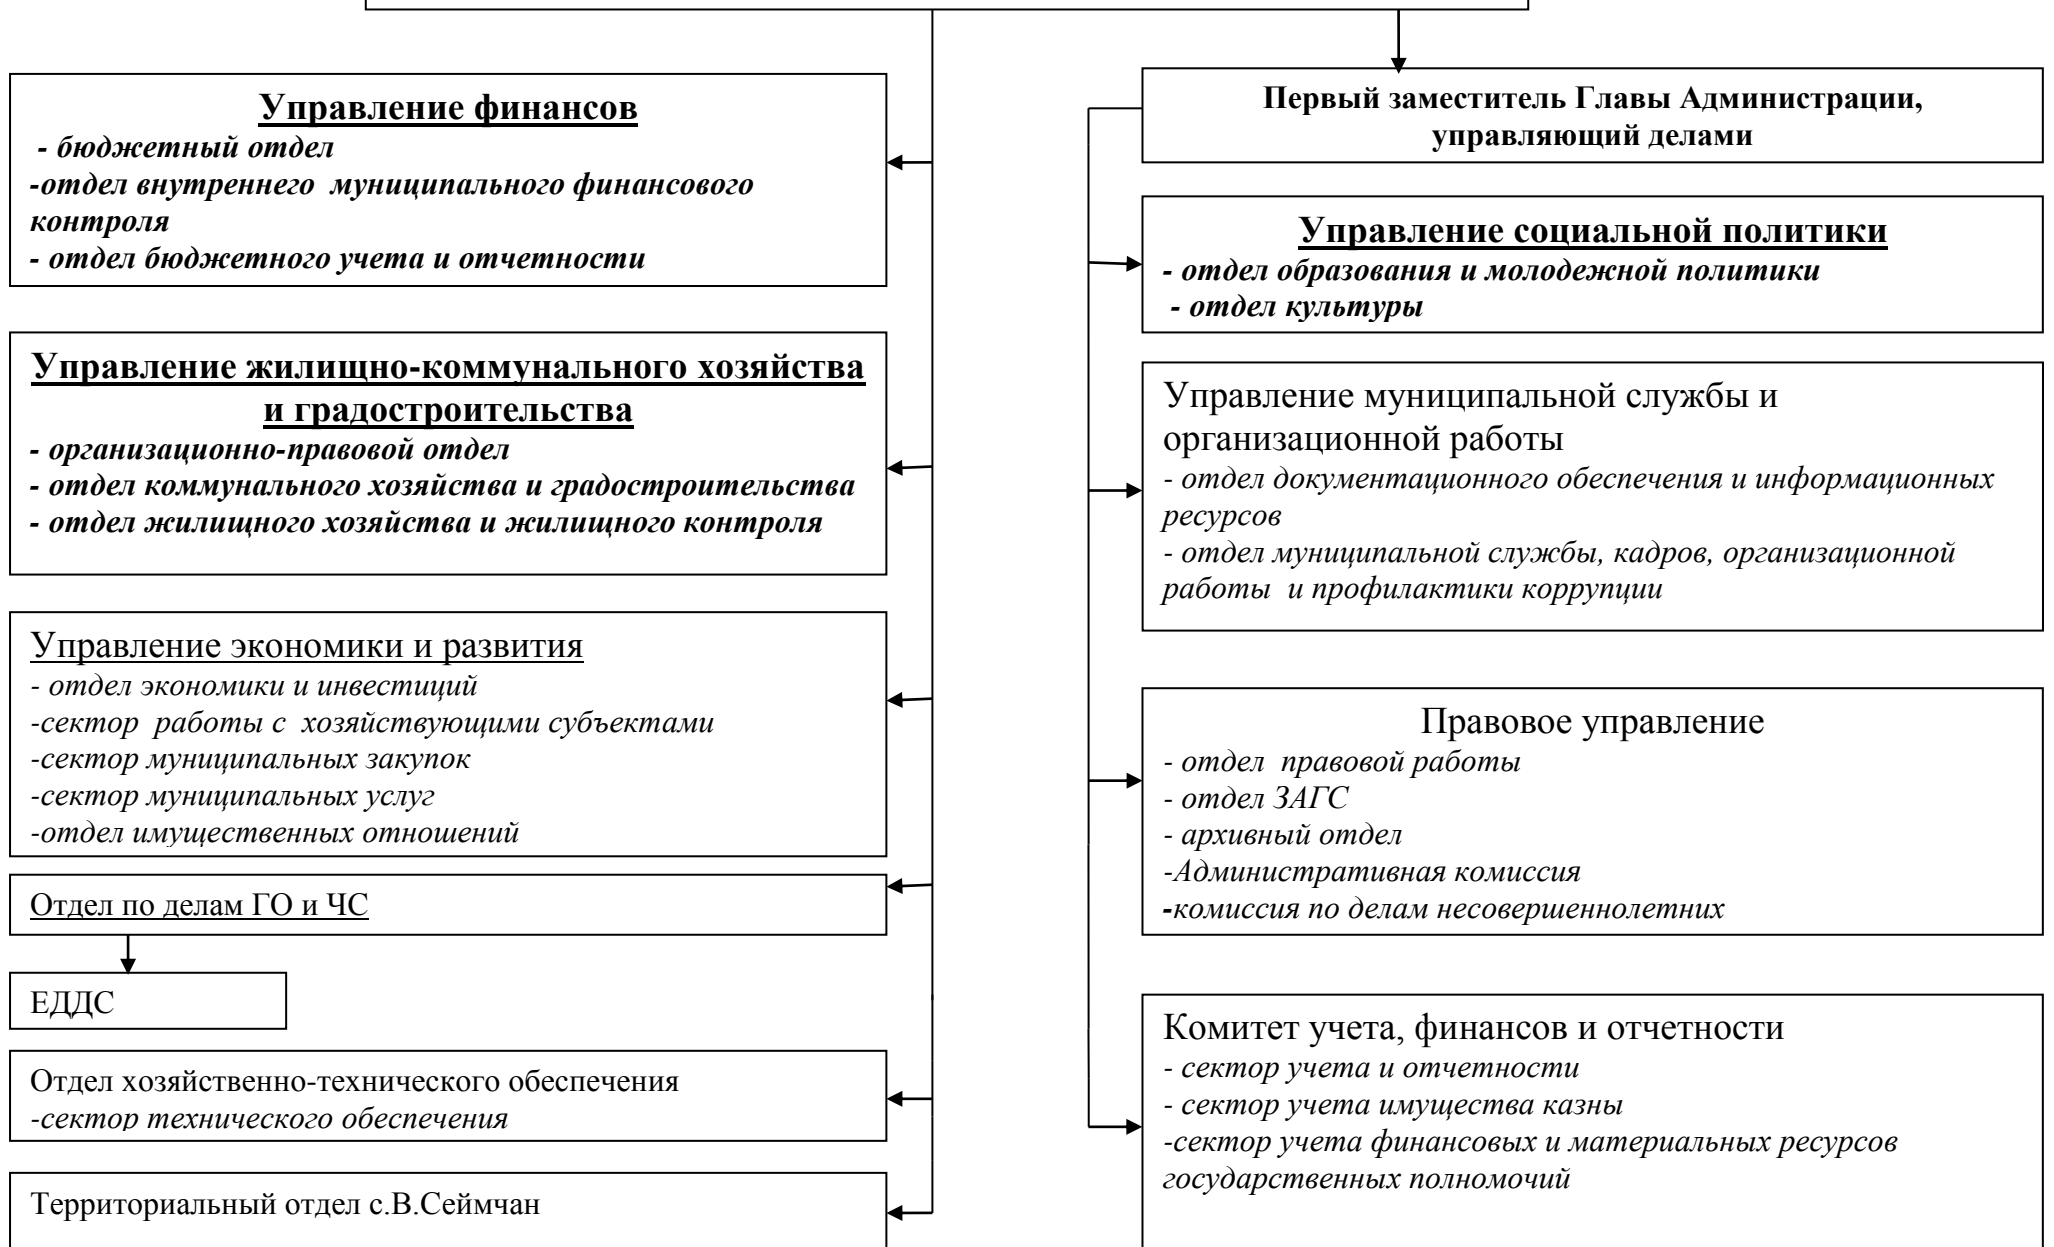 Управление финансов
- бюджетный отдел
-отдел внутреннего муниципального финансового
контроля
- отдел бюджетного учета и отчетности
Управление жилищно-коммунального хозяйства
и градостроительства
- организационно-правовой отдел
- отдел коммунального хозяйства и градостроительства
- отдел жилищного хозяйства и жилищного контроля
Управление экономики и развития
- отдел экономики и инвестиций
-сектор работы с хозяйствующими субъектами
-сектор муниципальных закупок
-сектор муниципальных услуг
-отдел имущественных отношений
Отдел по делам ГО и ЧС
ЕДДС
Отдел хозяйственно-технического обеспечения
-сектор технического обеспечения
Территориальный отдел с.В.Сеймчан
Первый заместитель Главы Администрации,
управляющий делами
Управление социальной политики
- отдел образования и молодежной политики
- отдел культуры
Управление муниципальной службы и
организационной работы
- отдел документационного обеспечения и информационных
ресурсов
- отдел муниципальной службы, кадров, организационной
работы и профилактики коррупции
Правовое управление
- отдел правовой работы
- отдел ЗАГС
- архивный отдел
-Административная комиссия
-комиссия по делам несовершеннолетних
Комитет учета, финансов и отчетности
- сектор учета и отчетности
- сектор учета имущества казны
-сектор учета финансовых и материальных ресурсов
государственных полномочий